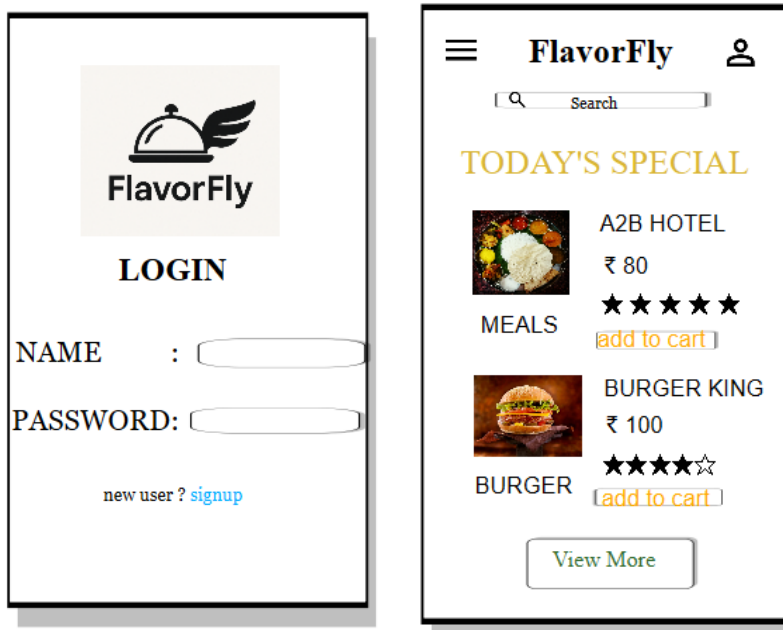 FlavorFly
LOGIN
NAME :
PASSWORD:
new user ? signup
FlavorFly
Search
TODAY'S SPECIAL
A2B HOTEL
₹ 80
MEALS
add to cart
BURGER KING
₹ 100
BURGER
add to cart
View More